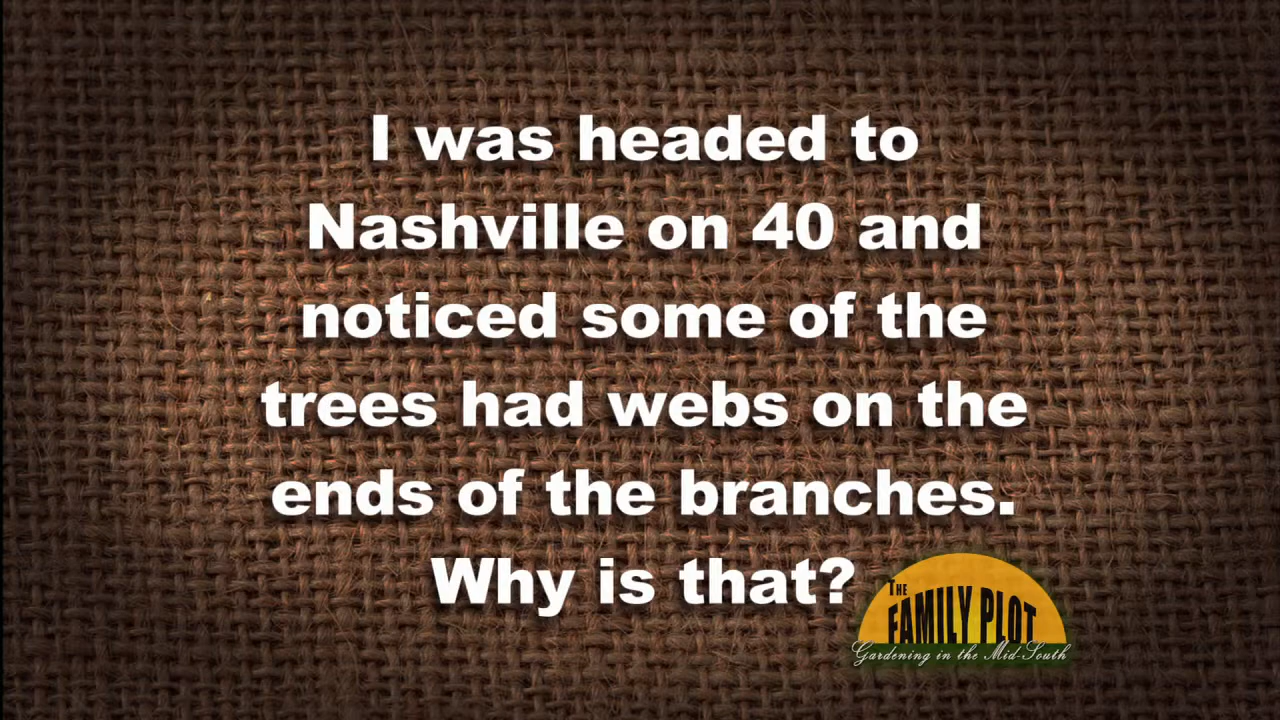 I was headed to
Nashville on 40 and
noticed some of the
trees had webs on the
ends of the branches.
Why is that?
THE
FAMILY PLOT
Gardening in the Mid-South